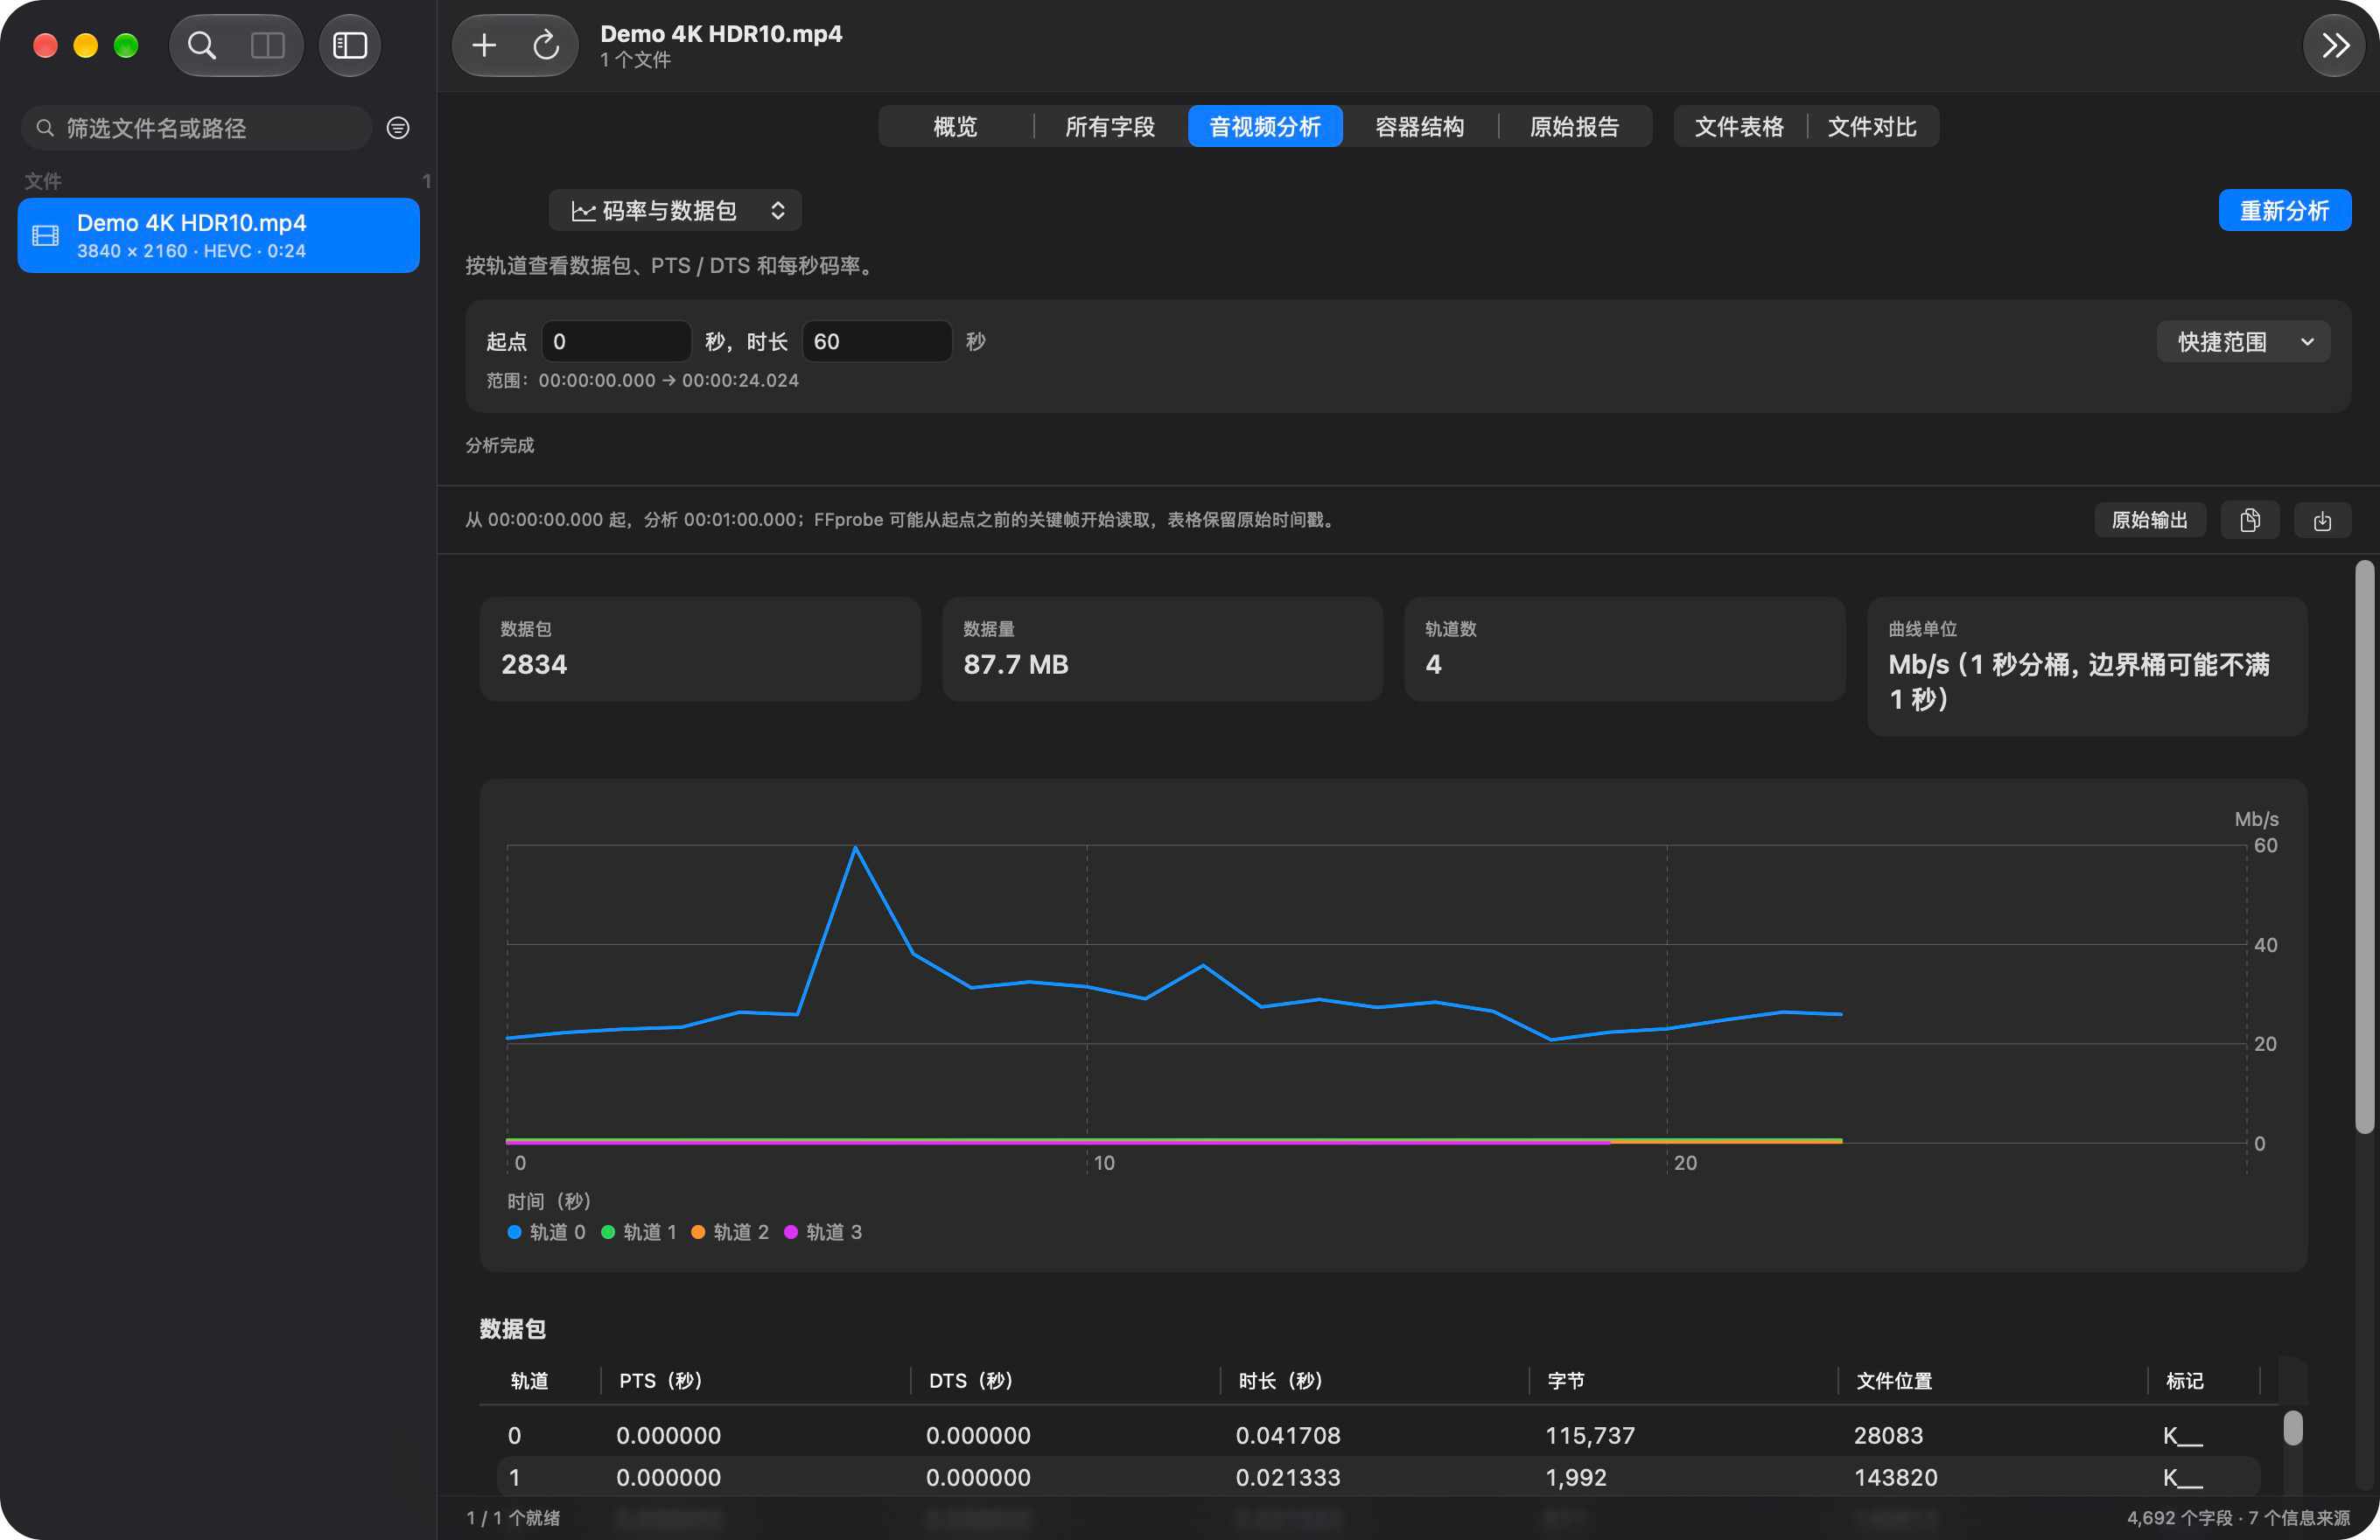 Demo 4K HDR10.mp4
1 个文件
筛选文件名或路径
文件 1
Demo 4K HDR10.mp4
3840 × 2160 · HEVC · 0:24
概览 所有字段 音视频分析 容器结构 原始报告 文件表格 文件对比
码率与数据包 重新分析
按轨道查看数据包、PTS / DTS 和每秒码率。
起点 0 秒，时长 60 秒 快捷范围
范围：00:00:00.000 → 00:00:24.024
分析完成
从 00:00:00.000 起，分析 00:01:00.000；FFprobe 可能从起点之前的关键帧开始读取，表格保留原始时间戳。 原始输出
数据包
2834
数据量
87.7 MB
轨道数
4
曲线单位
Mb/s（1 秒分桶，边界桶可能不满
1 秒）
Mb/s
60
40
20
0
0 10 20
时间（秒）
轨道 0 轨道 1 轨道 2 轨道 3
数据包
轨道 PTS（秒） DTS（秒） 时长（秒） 字节 文件位置 标记
0 0.000000 0.000000 0.041708 115,737 28083 K__
1 0.000000 0.000000 0.021333 1,992 143820 K__
1 / 1 个就绪 4,692 个字段 · 7 个信息来源